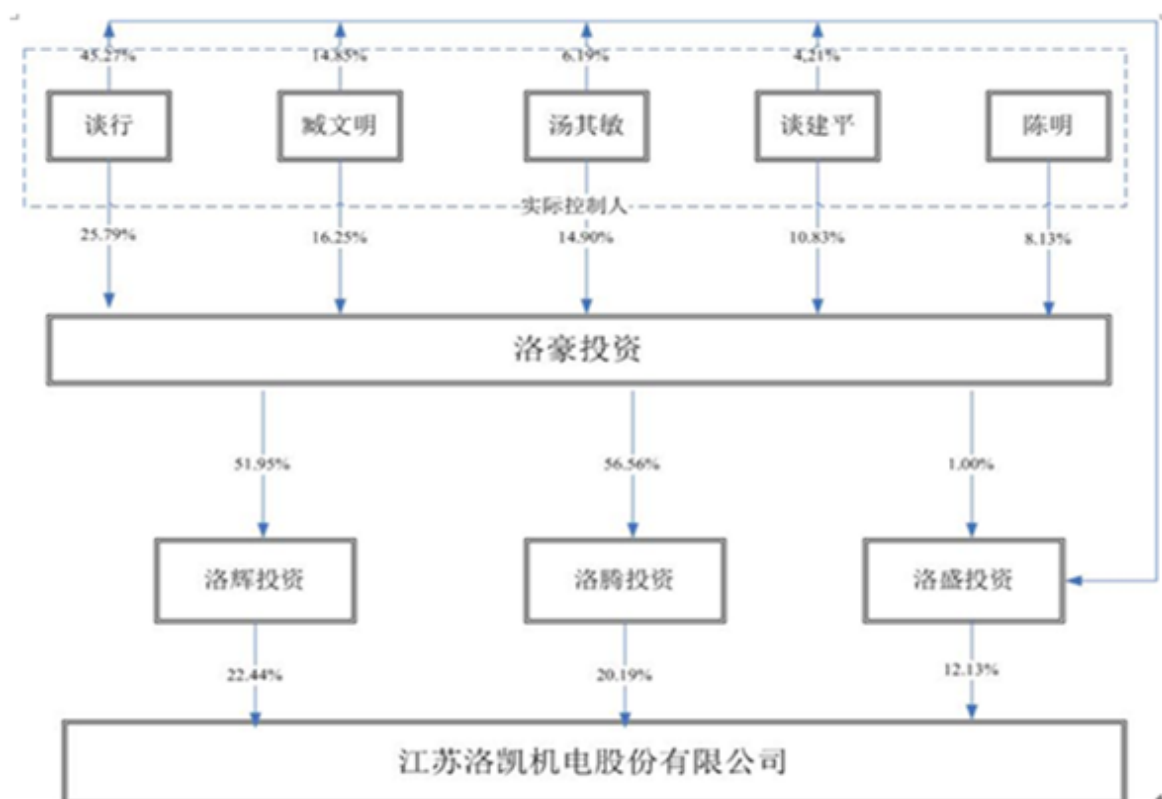 45.27% 14.85% 6.19% 4.21%
谈行 臧文明 汤其敏 谈建平 陈明
实际控制人
25.79% 16.25% 14.90% 10.83% 8.13%
洛豪投资
51.95% 56.56% 1.00%
洛辉投资 洛腾投资 洛盛投资
22.44% 20.19% 12.13%
江苏洛凯机电股份有限公司